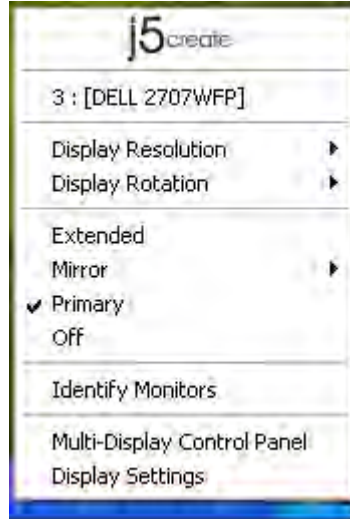 j5create
3 : [DELL 2707WFP]
Display Resolution
Display Rotation
Extended
Mirror
Primary
Off
Identify Monitors
Multi-Display Control Panel
Display Settings